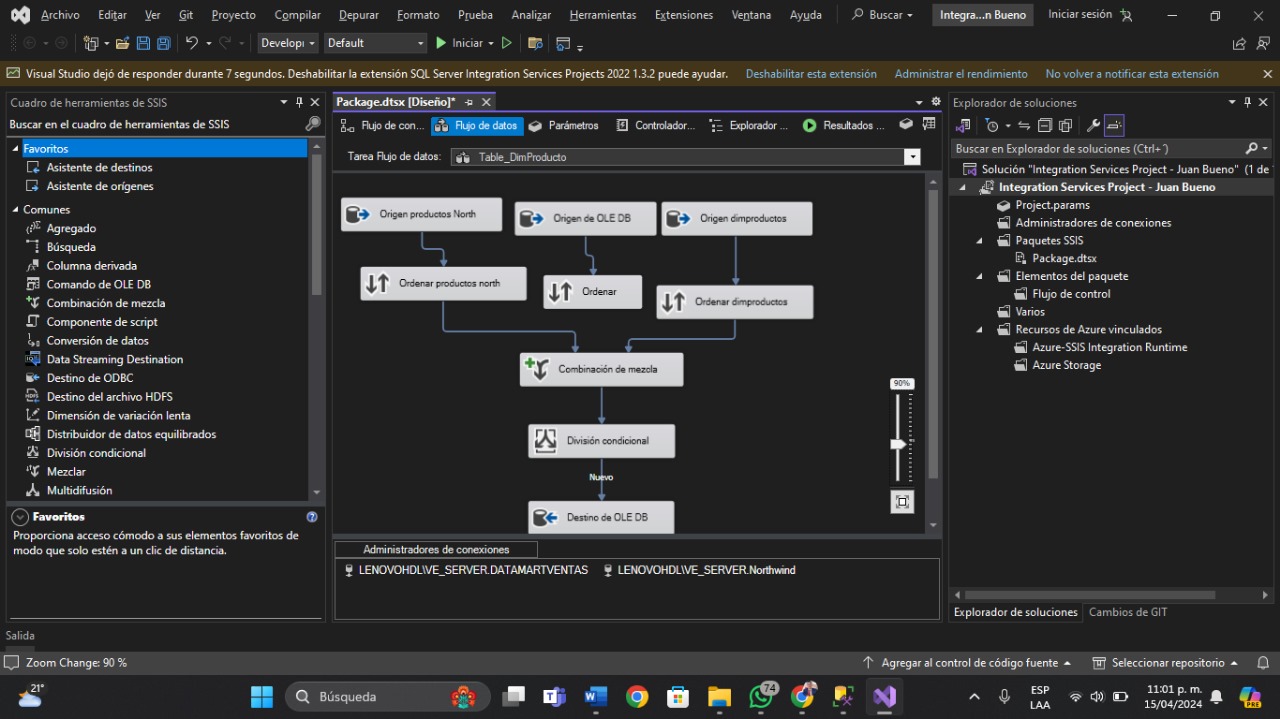 Archivo Editar Ver Git Proyecto Compilar Depurar Formato Prueba Analizar Herramientas Extensiones Ventana Ayuda Buscar Integra...n Bueno Iniciar sesión
Developi Default Iniciar
Visual Studio dejó de responder durante 7 segundos. Deshabilitar la extensión SQL Server Integration Services Projects 2022 1.3.2 puede ayudar. Deshabilitar esta extensión Administrar el rendimiento No volver a notificar esta extensión
Cuadro de herramientas de SSIS
Buscar en el cuadro de herramientas de SSIS
Favoritos
Asistente de destinos
Asistente de orígenes
Comunes
Agregado
Búsqueda
Columna derivada
Comando de OLE DB
Combinación de mezcla
Componente de script
Conversión de datos
Data Streaming Destination
Destino de ODBC
Destino del archivo HDFS
Dimensión de variación lenta
Distribuidor de datos equilibrados
División condicional
Mezclar
Multidifusión
Favoritos
Proporciona acceso cómodo a sus elementos favoritos de
modo que solo estén a un clic de distancia.
Package.dtsx [Diseño]*
Flujo de con... Flujo de datos Parámetros Controlador... Explorador ... Resultados ...
Tarea Flujo de datos: Table_DimProducto
Origen productos North Origen de OLE DB Origen dimproductos
Ordenar productos north Ordenar Ordenar dimproductos
Combinación de mezcla
90%
División condicional
Nuevo
Destino de OLE DB
Administradores de conexiones
LENOVOHDL\VE_SERVER.DATAMARTVENTAS LENOVOHDL\VE_SERVER.Northwind
Explorador de soluciones
Buscar en Explorador de soluciones (Ctrl+´)
Solución "Integration Services Project - Juan Bueno" (1 de
Integration Services Project - Juan Bueno
Project.params
Administradores de conexiones
Paquetes SSIS
Package.dtsx
Elementos del paquete
Flujo de control
Varios
Recursos de Azure vinculados
Azure-SSIS Integration Runtime
Azure Storage
Explorador de soluciones Cambios de GIT
Salida
Zoom Change: 90 % Agregar al control de código fuente Seleccionar repositorio
21° Búsqueda 74 ESP LAA 11:01 p. m. 15/04/2024 PRE